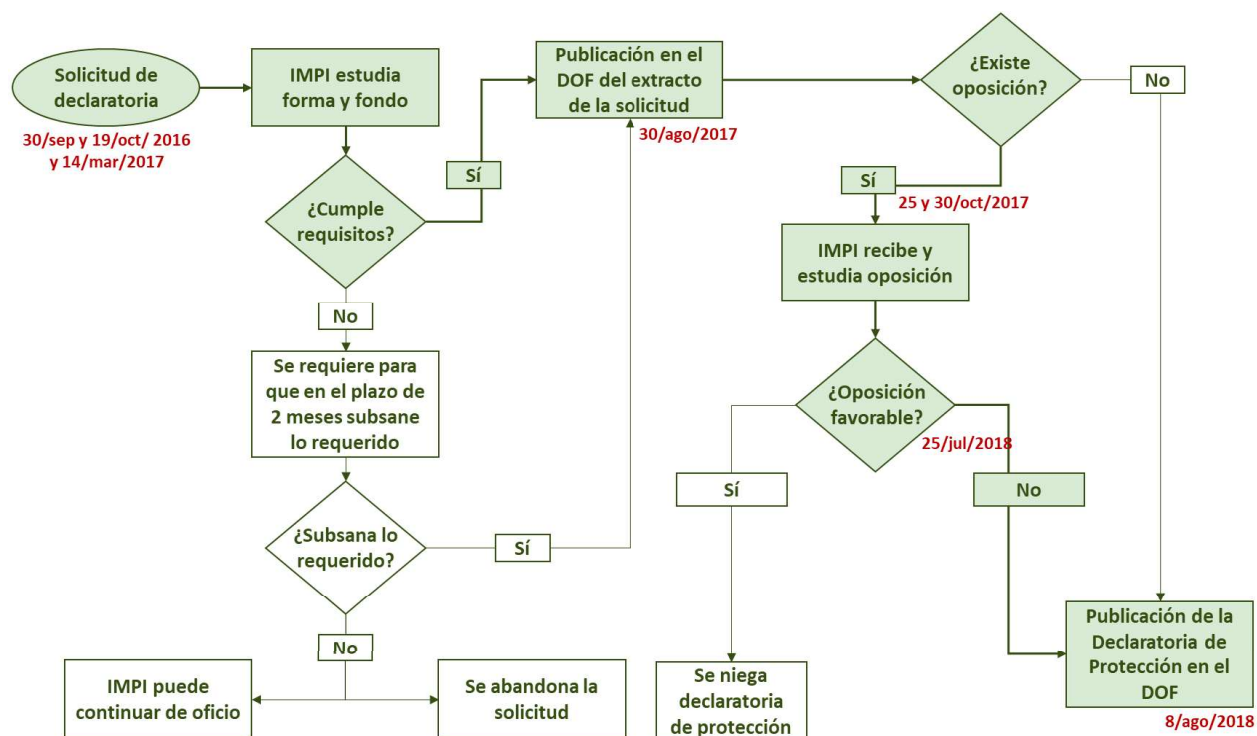 Solicitud de
declaratoria
30/sep y 19/oct/ 2016
y 14/mar/2017
IMPI estudia
forma y fondo
¿Cumple
requisitos?
Sí
Publicación en el
DOF del extracto
de la solicitud
30/ago/2017
¿Existe
oposición?
No
Sí
25 y 30/oct/2017
IMPI recibe y
estudia oposición
No
Se requiere para
que en el plazo de
2 meses subsane
lo requerido
¿Oposición
favorable?
25/jul/2018
Sí
No
¿Subsana lo
requerido?
Sí
No
IMPI puede
continuar de oficio
Se abandona la
solicitud
Se niega
declaratoria
de protección
Publicación de la
Declaratoria de
Protección en el
DOF
8/ago/2018